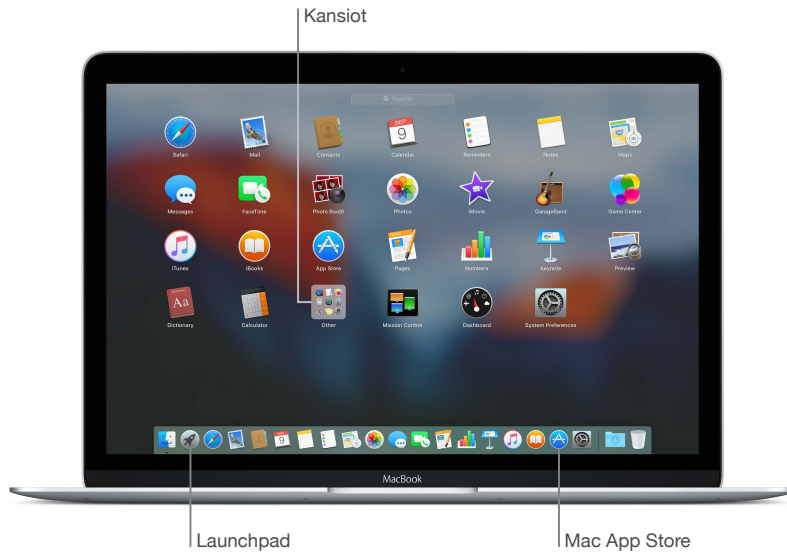 Kansiot
Search
Safari Mail Contacts Calendar Reminders Notes Maps
SEP
9
Messages FaceTime Photo Booth Photos iMovie GarageBand Game Center
iTunes iBooks App Store Pages Numbers Keynote Preview
Aa
Dictionary Calculator Other Mission Control Dashboard System Preferences
SEP
9
MacBook
Launchpad Mac App Store